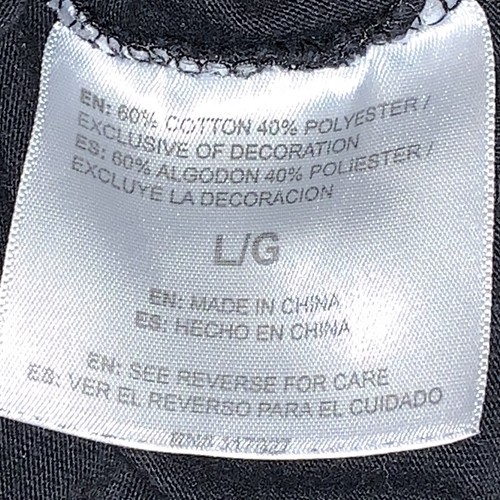 EN: 60% COTTON 40% POLYESTER /
EXCLUSIVE OF DECORATION
ES: 60% ALGODON 40% POLIESTER /
EXCLUYE LA DECORACION
L/G
EN: MADE IN CHINA
ES: HECHO EN CHINA
EN: SEE REVERSE FOR CARE
ES: VER EL REVERSO PARA EL CUIDADO